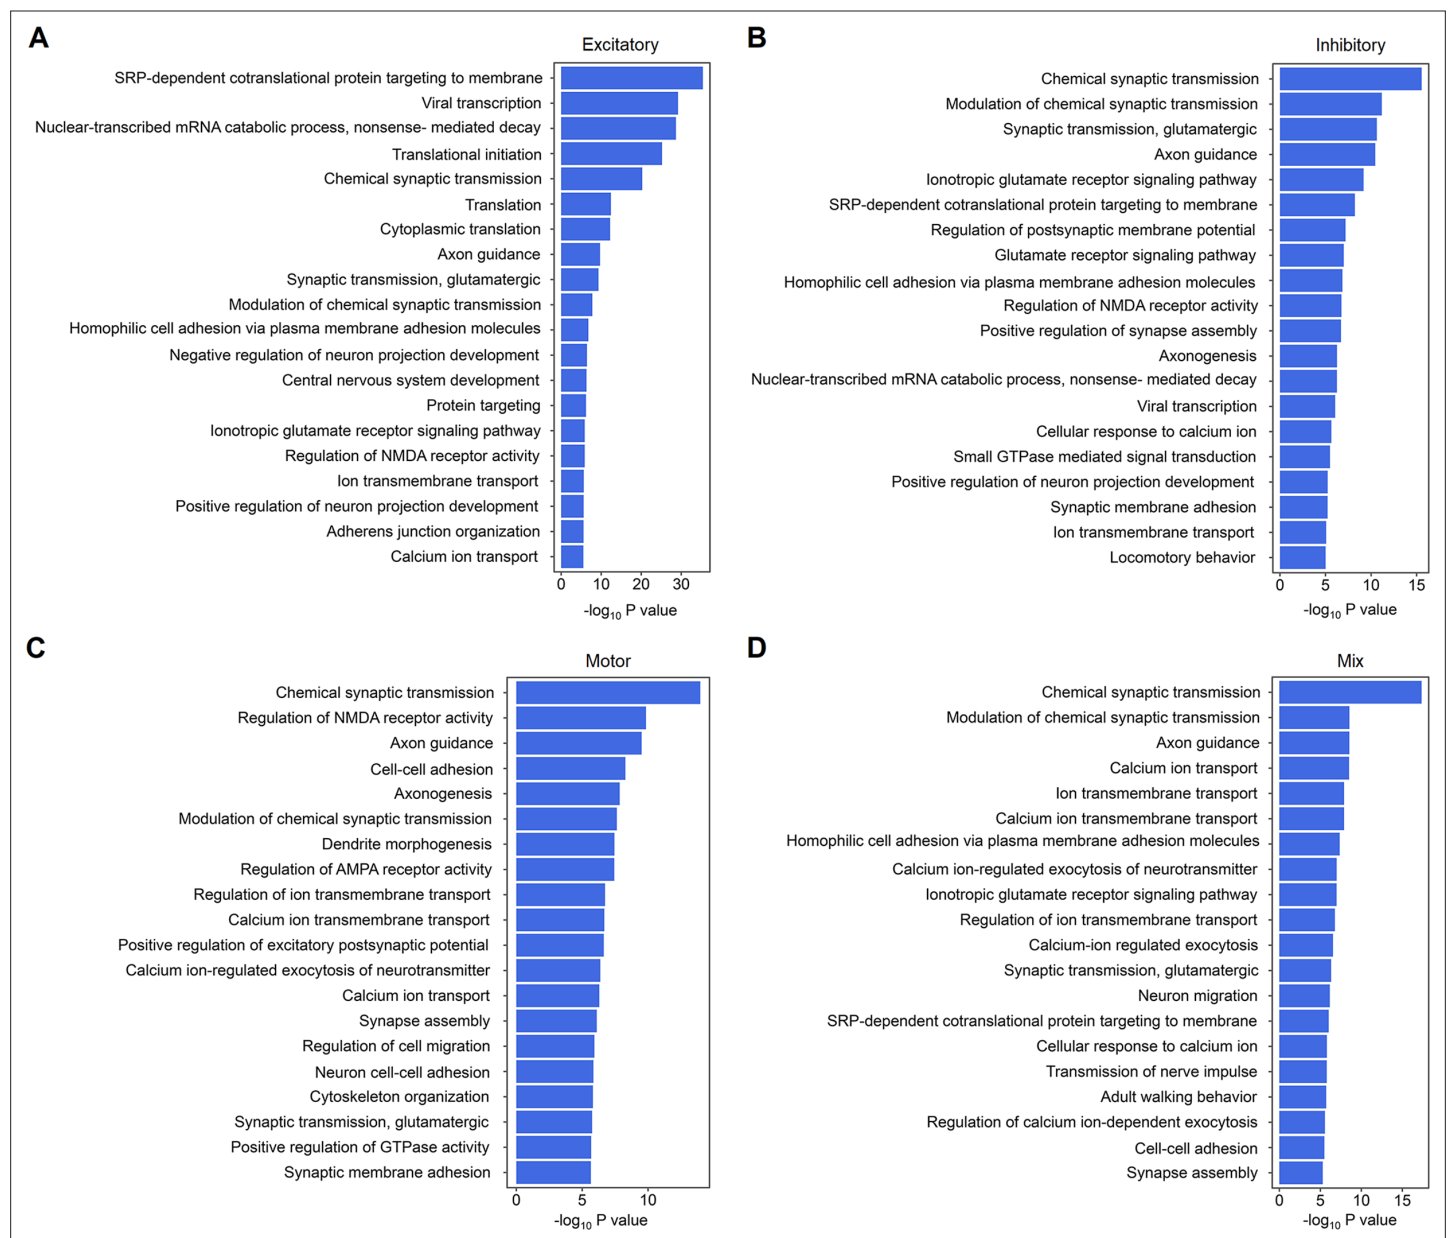 A
Excitatory
SRP-dependent cotranslational protein targeting to membrane
Viral transcription
Nuclear-transcribed mRNA catabolic process, nonsense- mediated decay
Translational initiation
Chemical synaptic transmission
Translation
Cytoplasmic translation
Axon guidance
Synaptic transmission, glutamatergic
Modulation of chemical synaptic transmission
Homophilic cell adhesion via plasma membrane adhesion molecules
Negative regulation of neuron projection development
Central nervous system development
Protein targeting
Ionotropic glutamate receptor signaling pathway
Regulation of NMDA receptor activity
Ion transmembrane transport
Positive regulation of neuron projection development
Adherens junction organization
Calcium ion transport
0 10 20 30
-log10 P value
B
Inhibitory
Chemical synaptic transmission
Modulation of chemical synaptic transmission
Synaptic transmission, glutamatergic
Axon guidance
Ionotropic glutamate receptor signaling pathway
SRP-dependent cotranslational protein targeting to membrane
Regulation of postsynaptic membrane potential
Glutamate receptor signaling pathway
Homophilic cell adhesion via plasma membrane adhesion molecules
Regulation of NMDA receptor activity
Positive regulation of synapse assembly
Axonogenesis
Nuclear-transcribed mRNA catabolic process, nonsense- mediated decay
Viral transcription
Cellular response to calcium ion
Small GTPase mediated signal transduction
Positive regulation of neuron projection development
Synaptic membrane adhesion
Ion transmembrane transport
Locomotory behavior
0 5 10 15
-log10 P value
C
Motor
Chemical synaptic transmission
Regulation of NMDA receptor activity
Axon guidance
Cell-cell adhesion
Axonogenesis
Modulation of chemical synaptic transmission
Dendrite morphogenesis
Regulation of AMPA receptor activity
Regulation of ion transmembrane transport
Calcium ion transmembrane transport
Positive regulation of excitatory postsynaptic potential
Calcium ion-regulated exocytosis of neurotransmitter
Calcium ion transport
Synapse assembly
Regulation of cell migration
Neuron cell-cell adhesion
Cytoskeleton organization
Synaptic transmission, glutamatergic
Positive regulation of GTPase activity
Synaptic membrane adhesion
0 5 10
-log10 P value
D
Mix
Chemical synaptic transmission
Modulation of chemical synaptic transmission
Axon guidance
Calcium ion transport
Ion transmembrane transport
Calcium ion transmembrane transport
Homophilic cell adhesion via plasma membrane adhesion molecules
Calcium ion-regulated exocytosis of neurotransmitter
Ionotropic glutamate receptor signaling pathway
Regulation of ion transmembrane transport
Calcium-ion regulated exocytosis
Synaptic transmission, glutamatergic
Neuron migration
SRP-dependent cotranslational protein targeting to membrane
Cellular response to calcium ion
Transmission of nerve impulse
Adult walking behavior
Regulation of calcium ion-dependent exocytosis
Cell-cell adhesion
Synapse assembly
0 5 10 15
-log10 P value